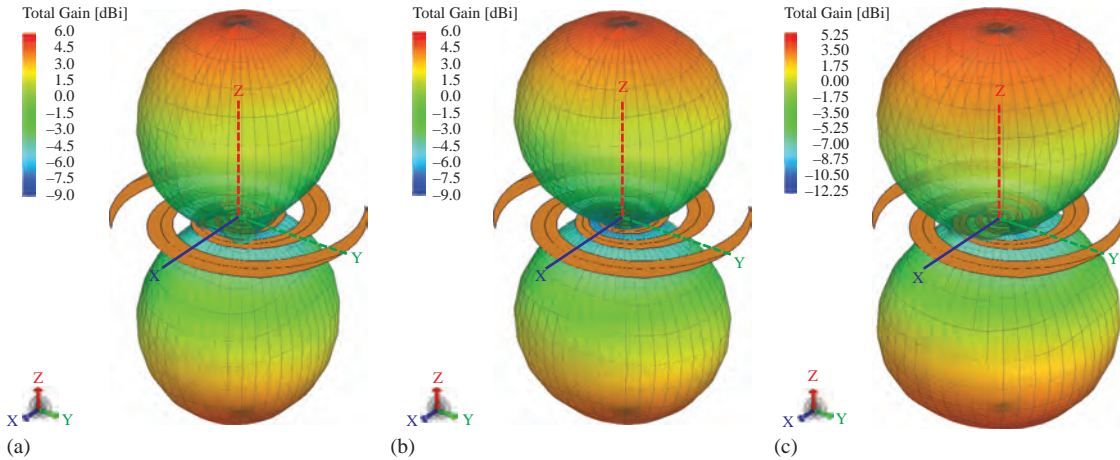 Total Gain [dBi]
6.0
4.5
3.0
1.5
0.0
−1.5
−3.0
−4.5
−6.0
−7.5
−9.0
Z
X
Y
Z
X
Y
(a)
Total Gain [dBi]
6.0
4.5
3.0
1.5
0.0
−1.5
−3.0
−4.5
−6.0
−7.5
−9.0
Z
X
Y
Z
X
Y
(b)
Total Gain [dBi]
5.25
3.50
1.75
0.00
−1.75
−3.50
−5.25
−7.00
−8.75
−10.50
−12.25
Z
X
Y
Z
X
Y
(c)